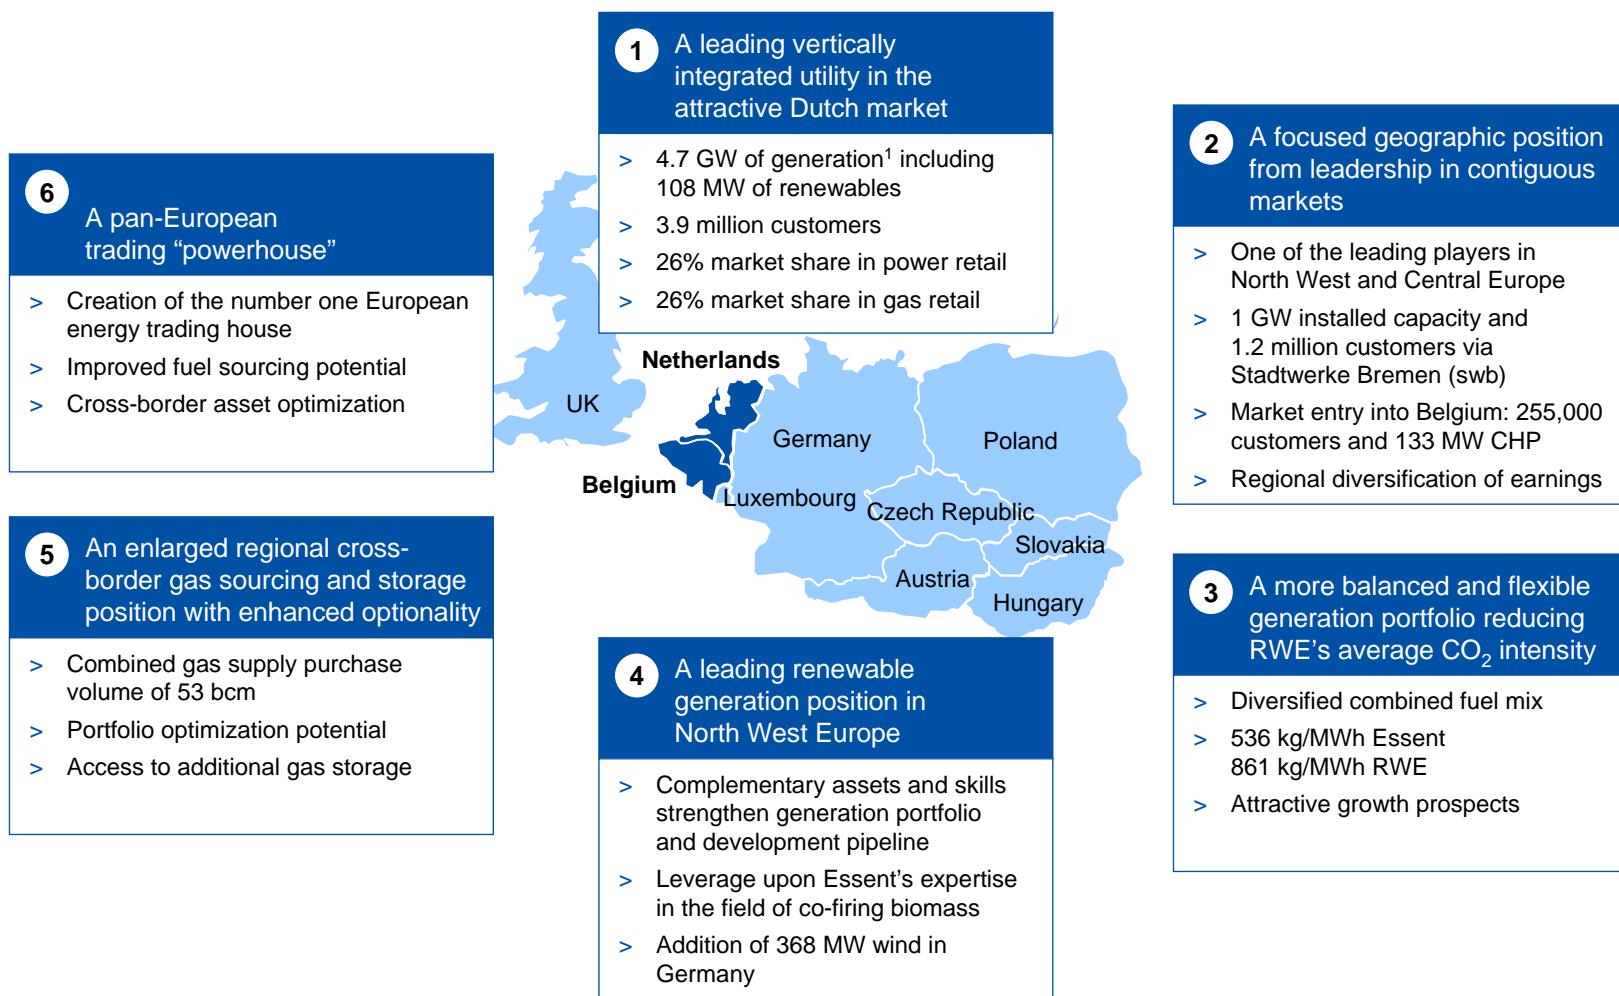 1
A leading vertically
integrated utility in the
attractive Dutch market
> 4.7 GW of generation¹ including
108 MW of renewables
> 3.9 million customers
> 26% market share in power retail
> 26% market share in gas retail
2
A focused geographic position
from leadership in contiguous
markets
> One of the leading players in
North West and Central Europe
> 1 GW installed capacity and
1.2 million customers via
Stadtwerke Bremen (swb)
> Market entry into Belgium: 255,000
customers and 133 MW CHP
> Regional diversification of earnings
3
A more balanced and flexible
generation portfolio reducing
RWE's average CO₂ intensity
> Diversified combined fuel mix
> 536 kg/MWh Essent
861 kg/MWh RWE
> Attractive growth prospects
4
A leading renewable
generation position in
North West Europe
> Complementary assets and skills
strengthen generation portfolio
and development pipeline
> Leverage upon Essent's expertise
in the field of co-firing biomass
> Addition of 368 MW wind in
Germany
5
An enlarged regional cross-
border gas sourcing and storage
position with enhanced optionality
> Combined gas supply purchase
volume of 53 bcm
> Portfolio optimization potential
> Access to additional gas storage
6
A pan-European
trading “powerhouse”
> Creation of the number one European
energy trading house
> Improved fuel sourcing potential
> Cross-border asset optimization
Netherlands
UK
Germany
Poland
Belgium
Luxembourg
Czech Republic
Slovakia
Austria
Hungary